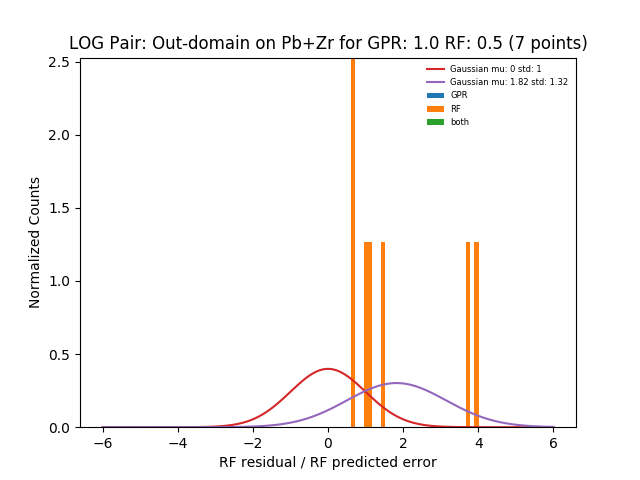 LOG Pair: Out-domain on Pb+Zr for GPR: 1.0 RF: 0.5 (7 points)
Gaussian mu: 0 std: 1
Gaussian mu: 1.82 std: 1.32
GPR
RF
both
Normalized Counts
2.5
2.0
1.5
1.0
0.5
0.0
−6 −4 −2 0 2 4 6
RF residual / RF predicted error